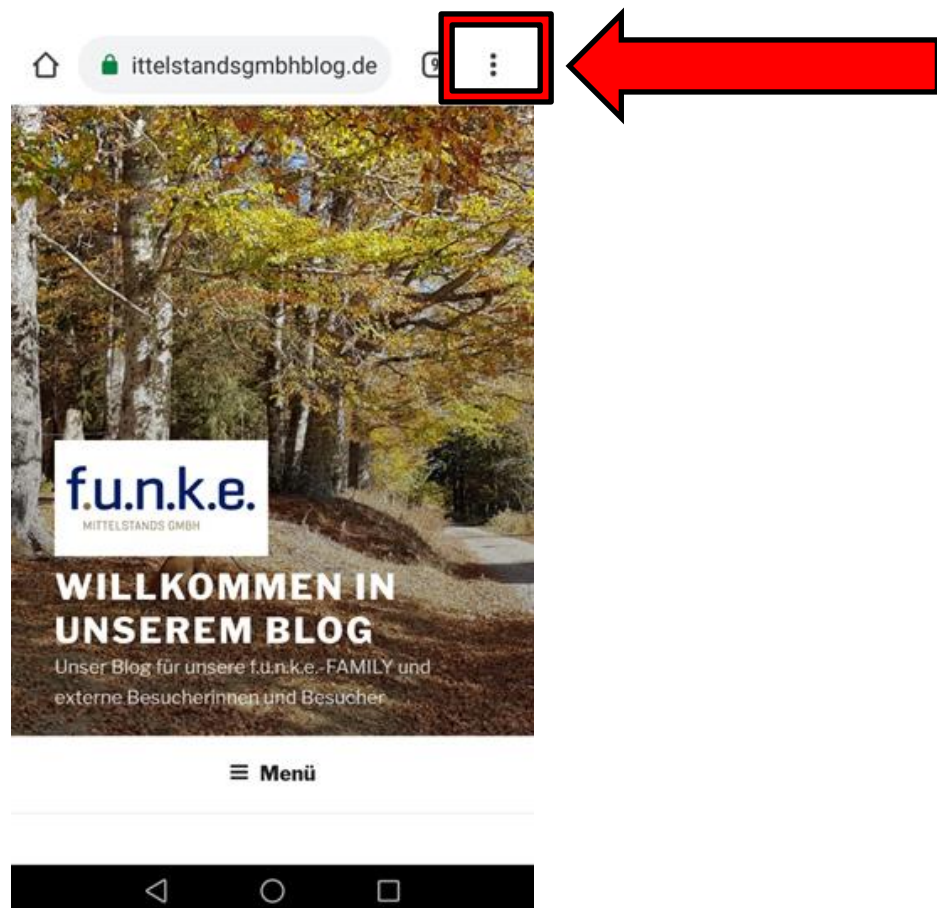 ittelstandsgmbhblog.de
f.u.n.k.e.
MITTELSTANDS GMBH
WILLKOMMEN IN
UNSEREM BLOG
Unser Blog für unsere f.u.n.k.e.-FAMILY und
externe Besucherinnen und Besucher
Menü